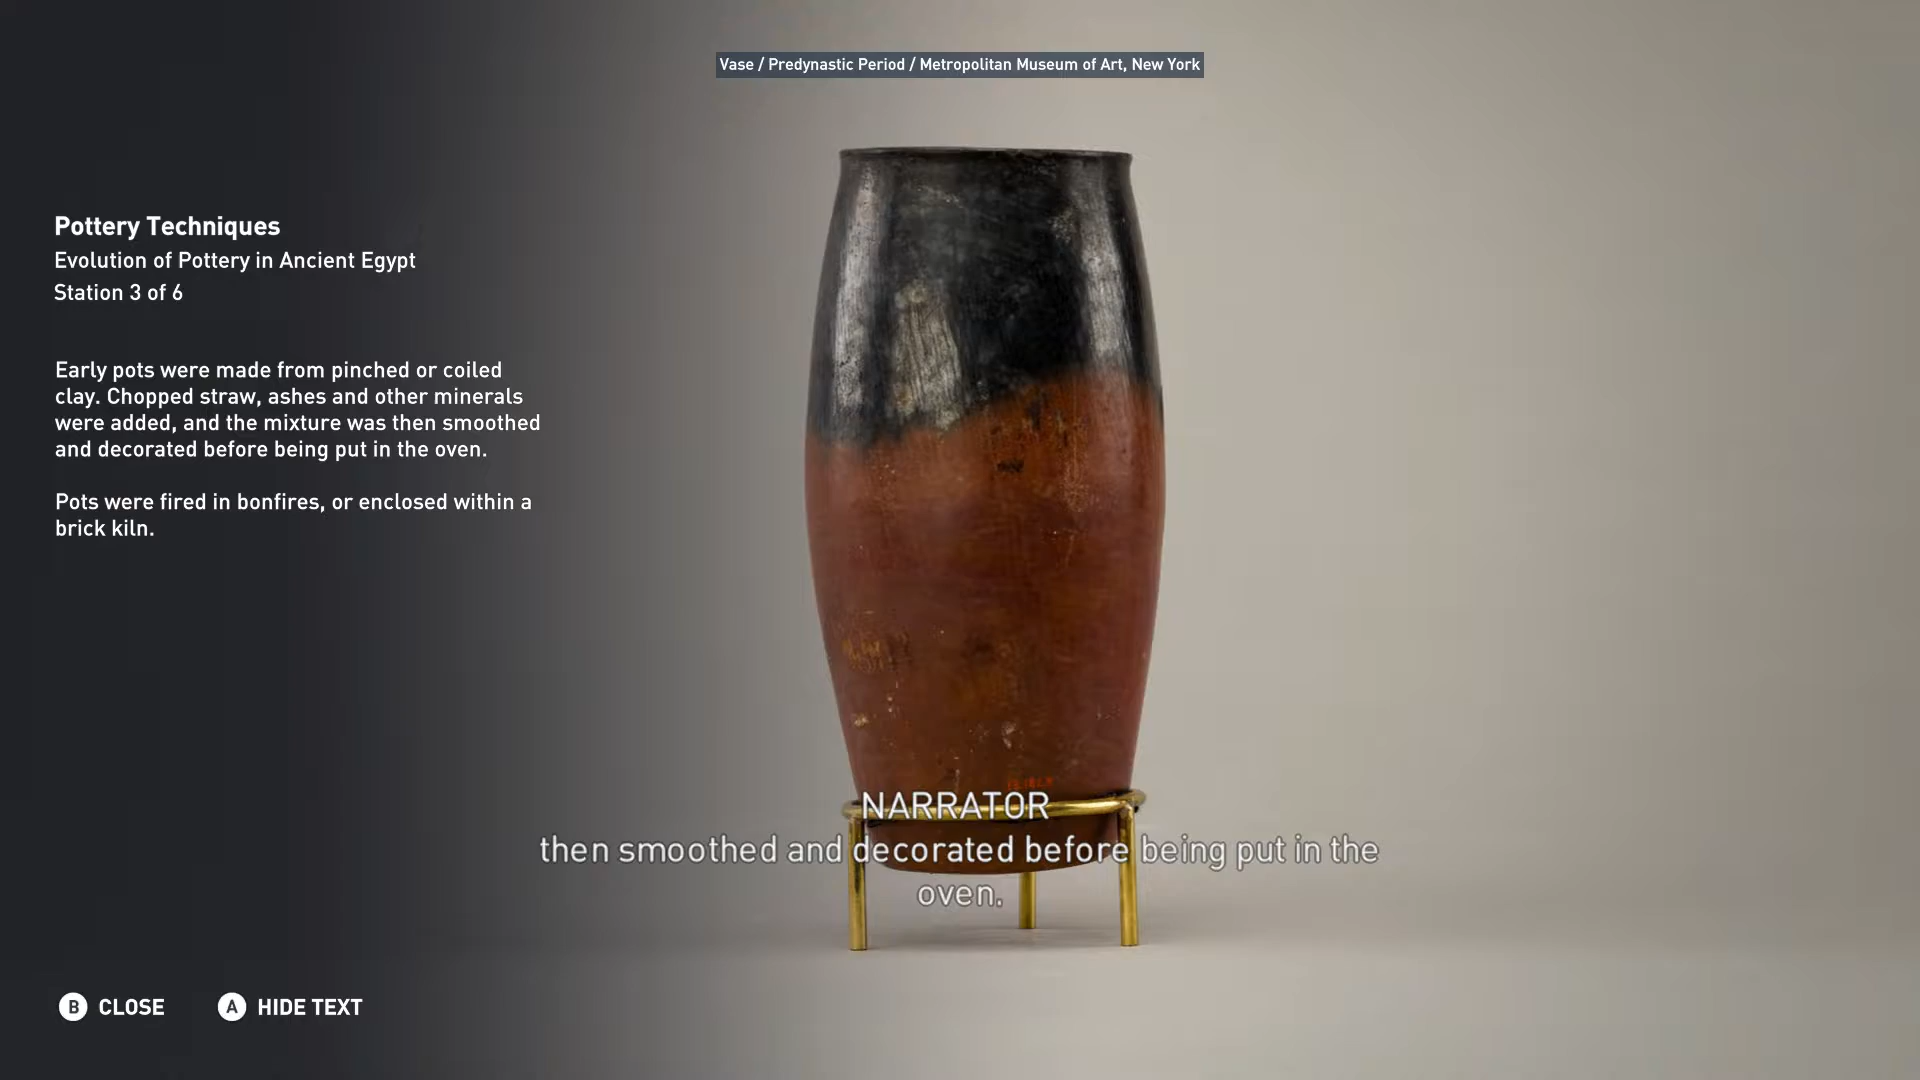 Vase / Predynastic Period / Metropolitan Museum of Art, New York
Pottery Techniques
Evolution of Pottery in Ancient Egypt
Station 3 of 6
Early pots were made from pinched or coiled
clay. Chopped straw, ashes and other minerals
were added, and the mixture was then smoothed
and decorated before being put in the oven.
Pots were fired in bonfires, or enclosed within a
brick kiln.
NARRATOR
then smoothed and decorated before being put in the
oven.
B CLOSE
A HIDE TEXT